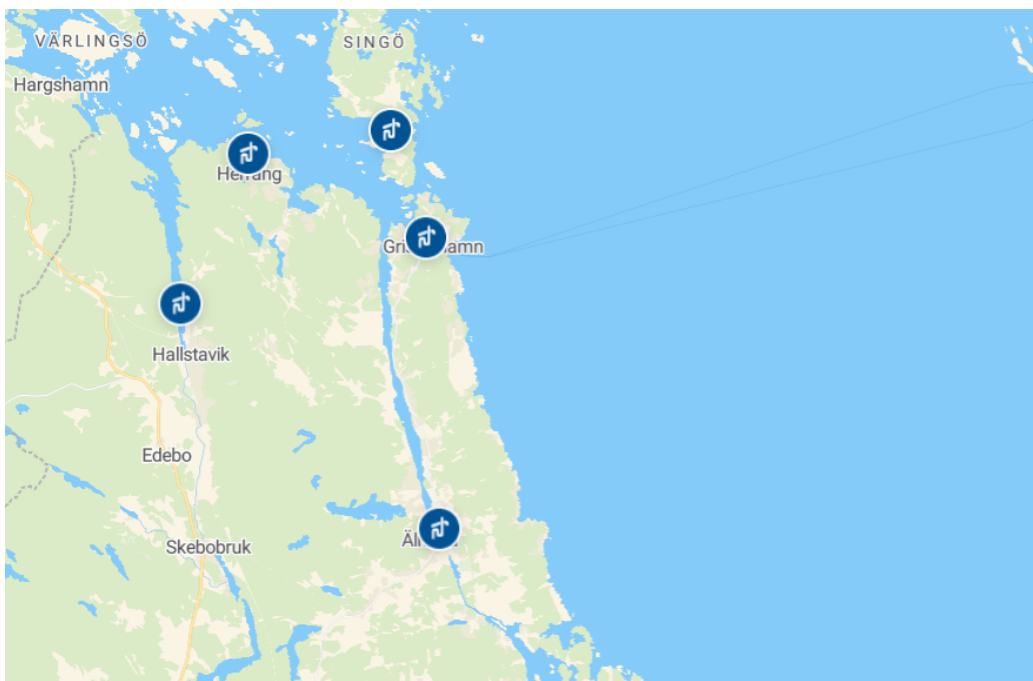 VÄRLINGSÖ
SINGÖ
Hargshamn
Hallstavik
Edebo
Skebobruk